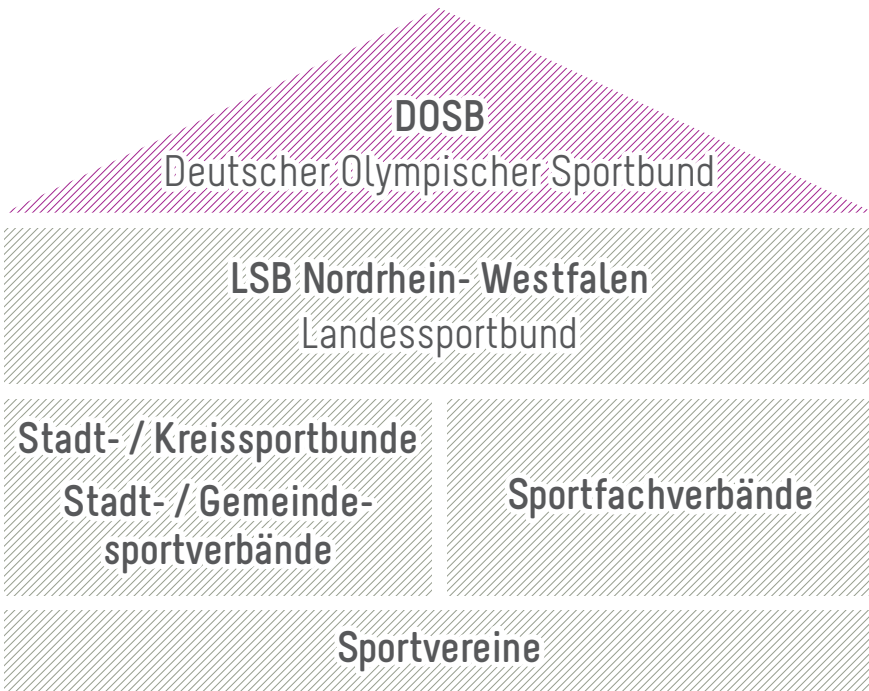 DOSB
Deutscher Olympischer Sportbund
LSB Nordrhein- Westfalen
Landessportbund
Stadt- / Kreissportbunde
Stadt- / Gemeinde-
sportverbände
Sportfachverbände
Sportvereine